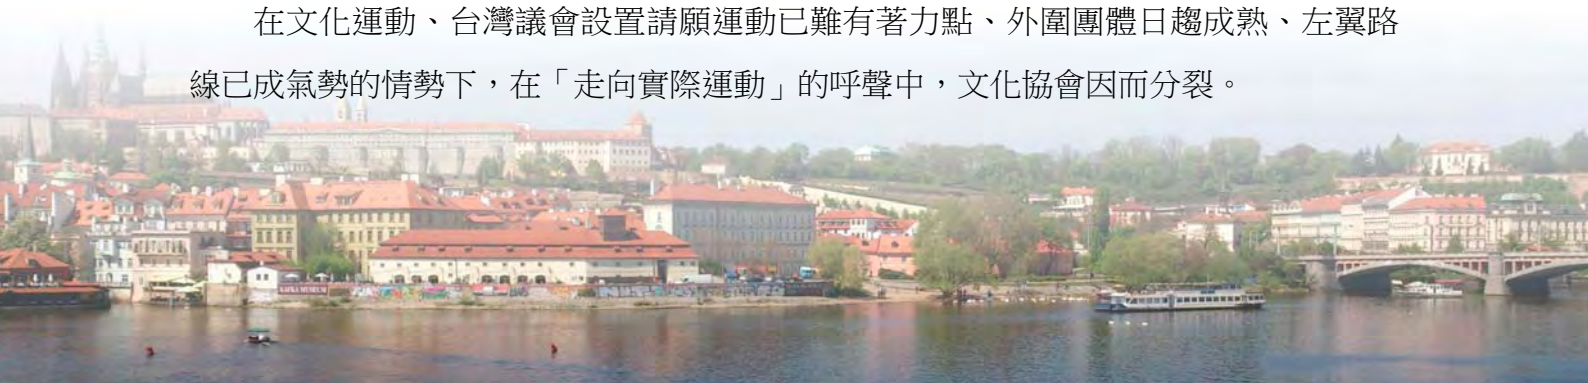 在文化運動、台灣議會設置請願運動已難有著力點、外圍團體日趨成熟、左翼路
線已成氣勢的情勢下，在「走向實際運動」的呼聲中，文化協會因而分裂。
KAFKA MUSEUM